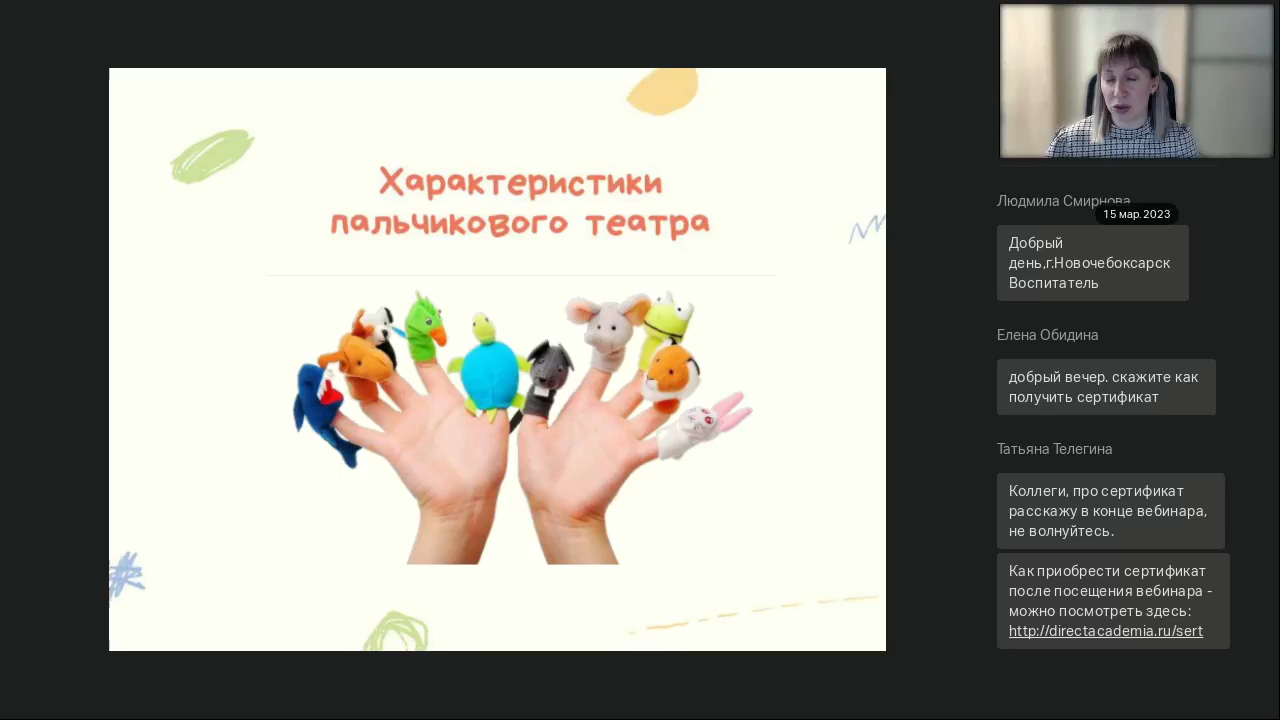 Характеристики
пальчикового театра
Людмила Смирнова
15 мар. 2023
Добрый
день,г.Новочебоксарск
Воспитатель
Елена Обидина
добрый вечер. скажите как
получить сертификат
Татьяна Телегина
Коллеги, про сертификат
расскажу в конце вебинара,
не волнуйтесь.
Как приобрести сертификат
после посещения вебинара -
можно посмотреть здесь:
http://directacademia.ru/sert